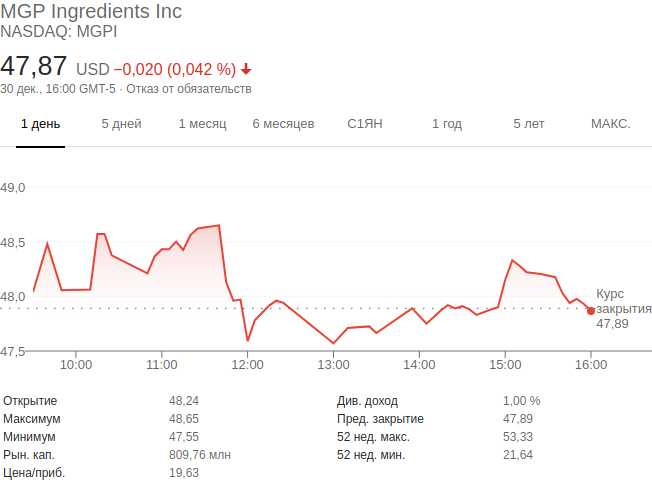 MGP Ingredients Inc
NASDAQ: MGPI
47,87 USD −0,020 (0,042 %)
30 дек., 16:00 GMT-5 · Отказ от обязательств
1 день 5 дней 1 месяц 6 месяцев С1ЯН 1 год 5 лет МАКС.
49,0
48,5
48,0
47,5
Курс
закрытия
47,89
10:00 11:00 12:00 13:00 14:00 15:00 16:00
Открытие 48,24 Див. доход 1,00 %
Максимум 48,65 Пред. закрытие 47,89
Минимум 47,55 52 нед. макс. 53,33
Рын. кап. 809,76 млн 52 нед. мин. 21,64
Цена/приб. 19,63